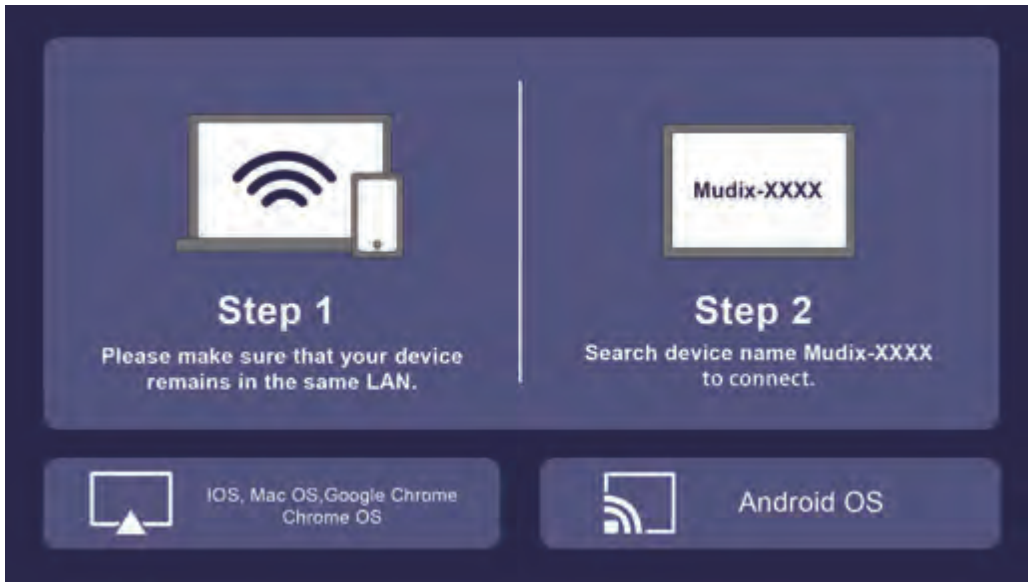 Mudix-XXXX
Step 1
Please make sure that your device
remains in the same LAN.
Step 2
Search device name Mudix-XXXX
to connect.
IOS, Mac OS,Google Chrome
Chrome OS
Android OS